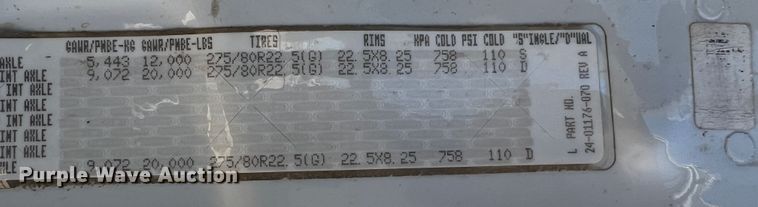 GAWR/PNBE-KG GAWR/PNBE-LBS TIRES RIMS KPA COLD PSI COLD "S"INGLE/"D"UAL
AXLE 5,443 12,000 275/80R22.5(G) 22.5X8.25 758 110 S
INT AXLE 9,072 20,000 275/80R22.5(G) 22.5X8.25 758 110 D
INT AXLE
INT AXLE
INT AXLE
INT AXLE
INT AXLE
AXLE 9,072 20,000 275/80R22.5(G) 22.5X8.25 758 110 D
L PART NO.
24-01176-070 REV A
Purple Wave Auction